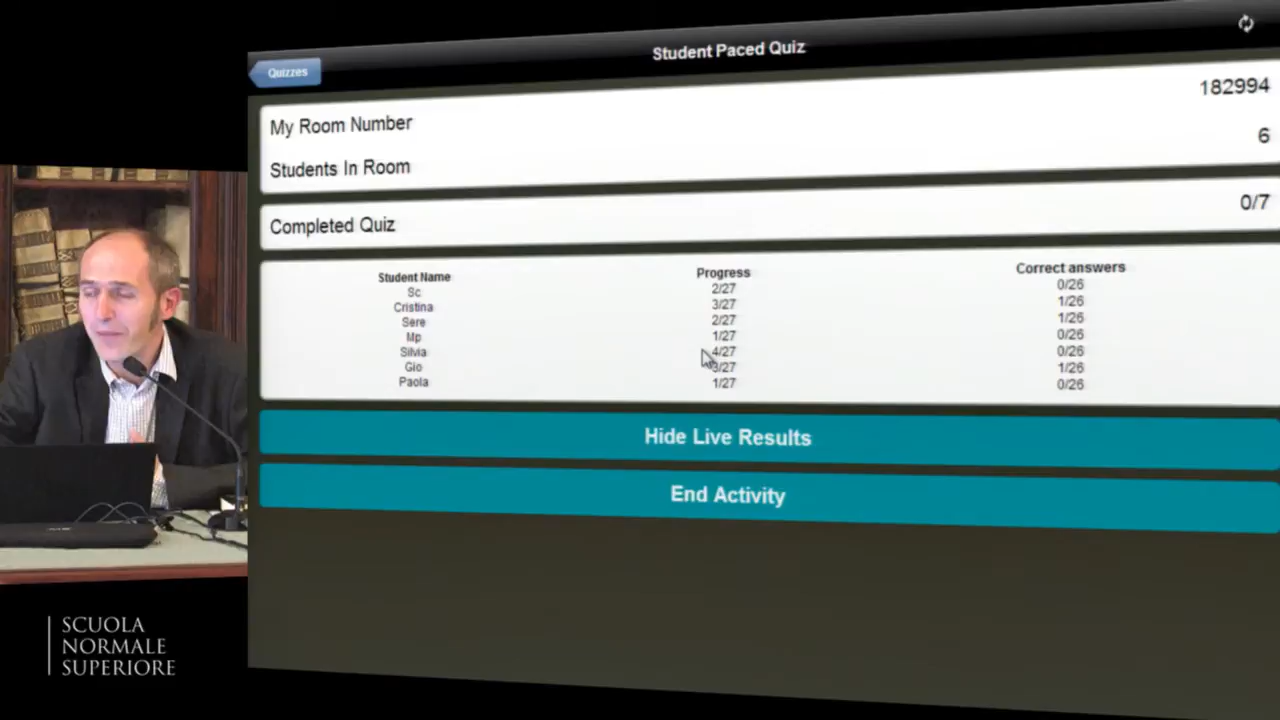 Student Paced Quiz
Quizzes
My Room Number 182994
Students In Room 6
Completed Quiz 0/7
Student Name Progress Correct answers
Sc 2/27 0/26
Cristina 3/27 1/26
Sere 2/27 1/26
Mp 1/27 0/26
Silvia 4/27 0/26
Gio 3/27 1/26
Paola 1/27 0/26
Hide Live Results
End Activity
SCUOLA
NORMALE
SUPERIORE